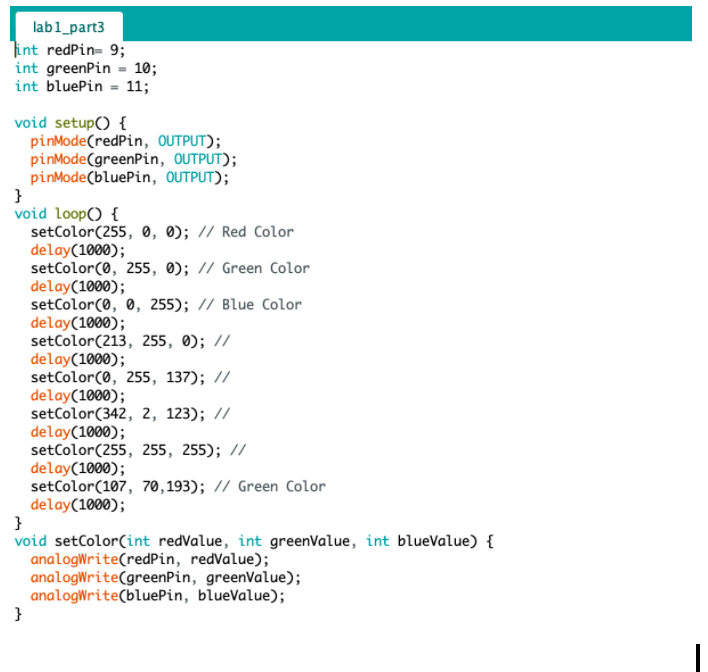 lab1_part3
int redPin= 9;
int greenPin = 10;
int bluePin = 11;
void setup() {
pinMode(redPin, OUTPUT);
pinMode(greenPin, OUTPUT);
pinMode(bluePin, OUTPUT);
}
void loop() {
setColor(255, 0, 0); // Red Color
delay(1000);
setColor(0, 255, 0); // Green Color
delay(1000);
setColor(0, 0, 255); // Blue Color
delay(1000);
setColor(213, 255, 0); //
delay(1000);
setColor(0, 255, 137); //
delay(1000);
setColor(342, 2, 123); //
delay(1000);
setColor(255, 255, 255); //
delay(1000);
setColor(107, 70,193); // Green Color
delay(1000);
}
void setColor(int redValue, int greenValue, int blueValue) {
analogWrite(redPin, redValue);
analogWrite(greenPin, greenValue);
analogWrite(bluePin, blueValue);
}